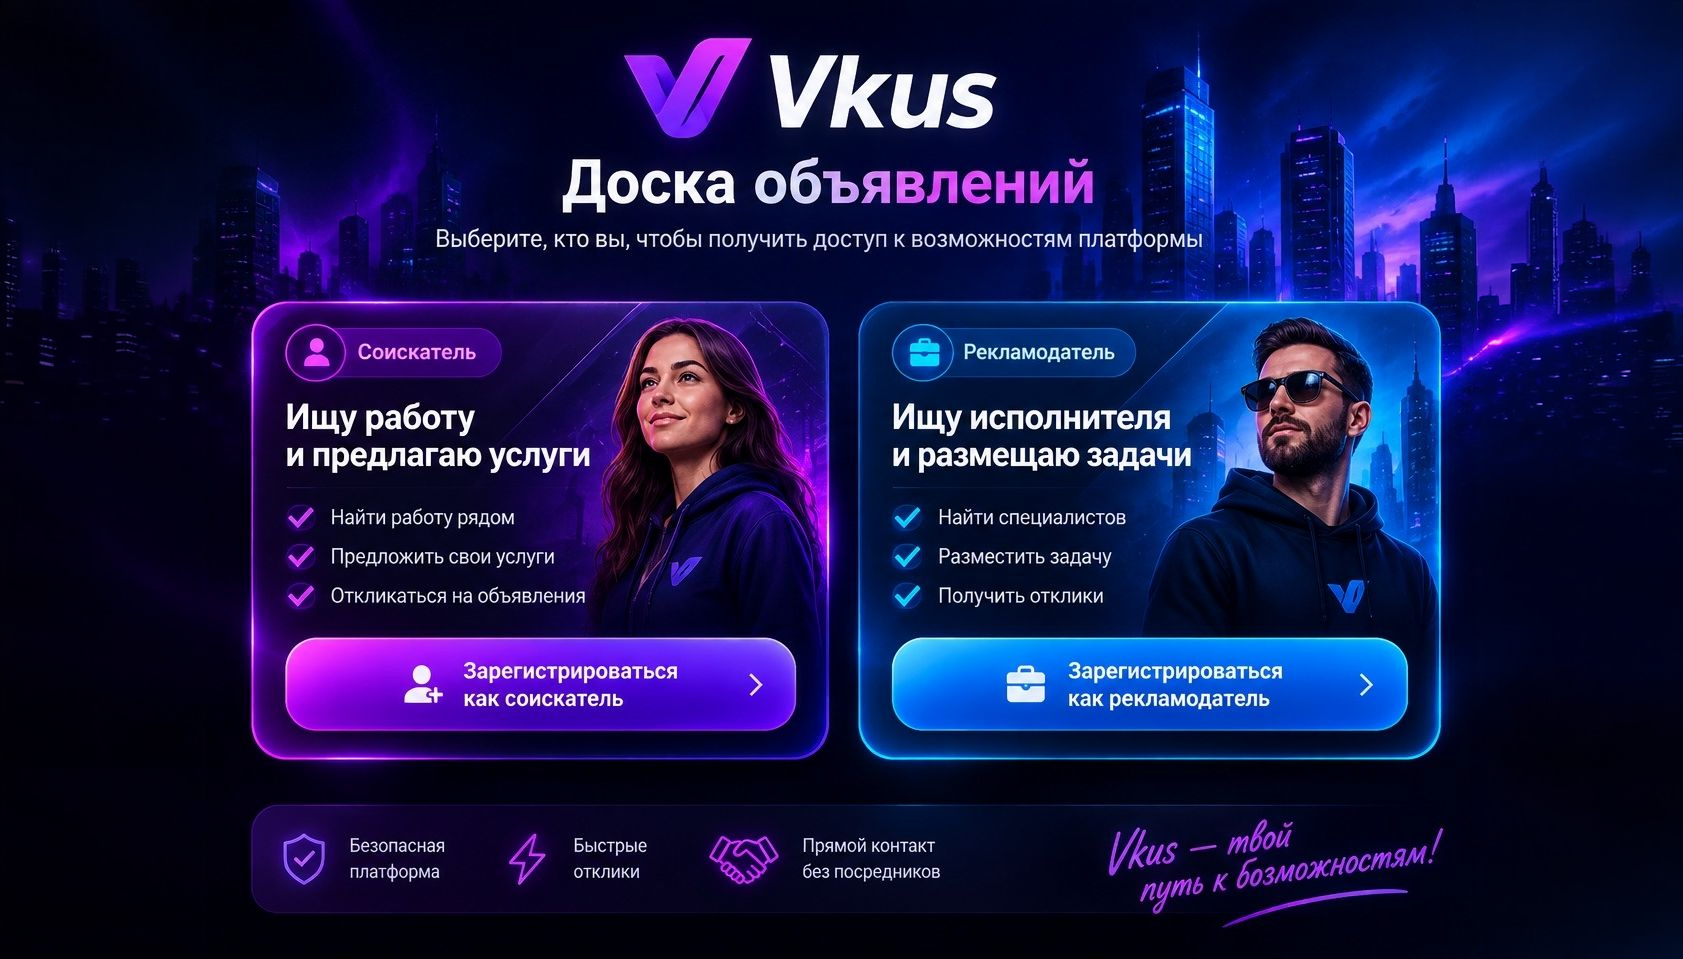 Vkus
Доска объявлений
Выберите, кто вы, чтобы получить доступ к возможностям платформы
Соискатель
Ищу работу
и предлагаю услуги
Найти работу рядом
Предложить свои услуги
Откликаться на объявления
Зарегистрироваться
как соискатель
Рекламодатель
Ищу исполнителя
и размещаю задачи
Найти специалистов
Разместить задачу
Получить отклики
Зарегистрироваться
как рекламодатель
Безопасная
платформа
Быстрые
отклики
Прямой контакт
без посредников
Vkus — твой
путь к возможностям!